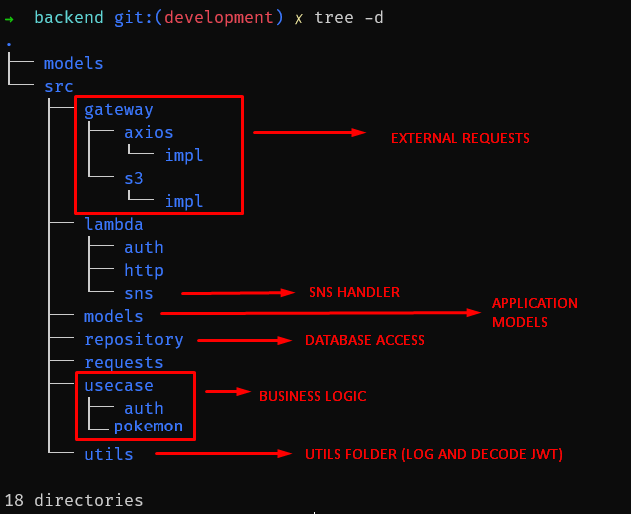 → backend git:(development) ✗ tree -d
.
├── models
└── src
├── gateway
├── axios
└── impl
EXTERNAL REQUESTS
├── s3
└── impl
├── lambda
├── auth
├── http
└── sns
SNS HANDLER
├── models
APPLICATION
MODELS
├── repository
DATABASE ACCESS
├── requests
├── usecase
├── auth
└── pokemon
BUSINESS LOGIC
└── utils
UTILS FOLDER (LOG AND DECODE JWT)
18 directories